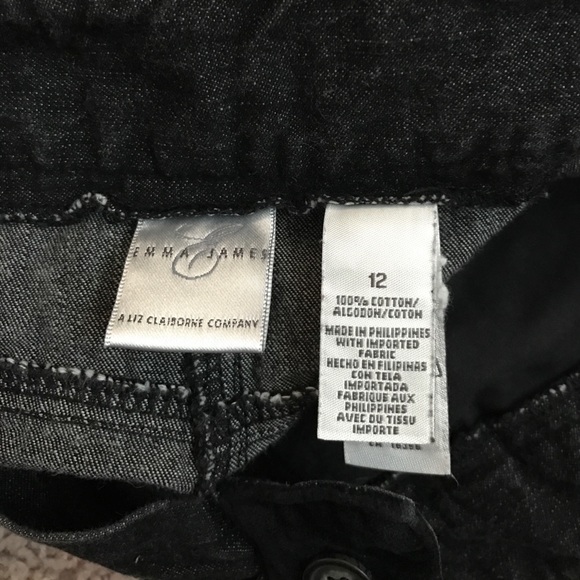 EMMA JAMES
A LIZ CLAIBORNE COMPANY
12
100% COTTON/
ALGODON/COTON
MADE IN PHILIPPINES
WITH IMPORTED
FABRIC
HECHO EN FILIPINAS
CON TELA
IMPORTADA
FABRIQUE AUX
PHILIPPINES
AVEC DU TISSU
IMPORTE